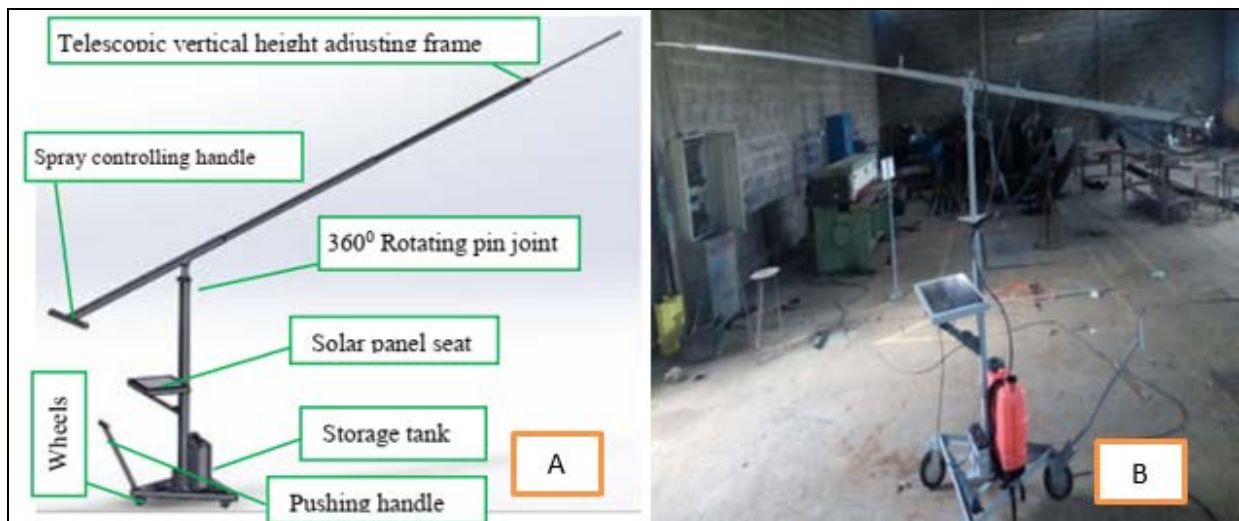 Telescopic vertical height adjusting frame
Spray controlling handle
360⁰ Rotating pin joint
Solar panel seat
Wheels
Storage tank
Pushing handle
A
B